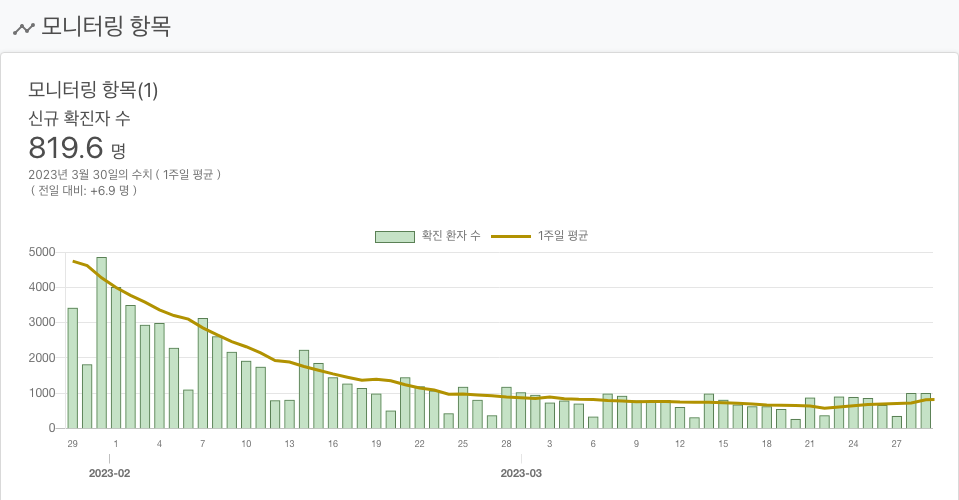 모니터링 항목
모니터링 항목(1)
신규 확진자 수
819.6 명
2023년 3월 30일의 수치 ( 1주일 평균 )
( 전일 대비: +6.9 명 )
확진 환자 수 1주일 평균
5000
4000
3000
2000
1000
0
29 1 4 7 10 13 16 19 22 25 28 3 6 9 12 15 18 21 24 27
2023-02 2023-03